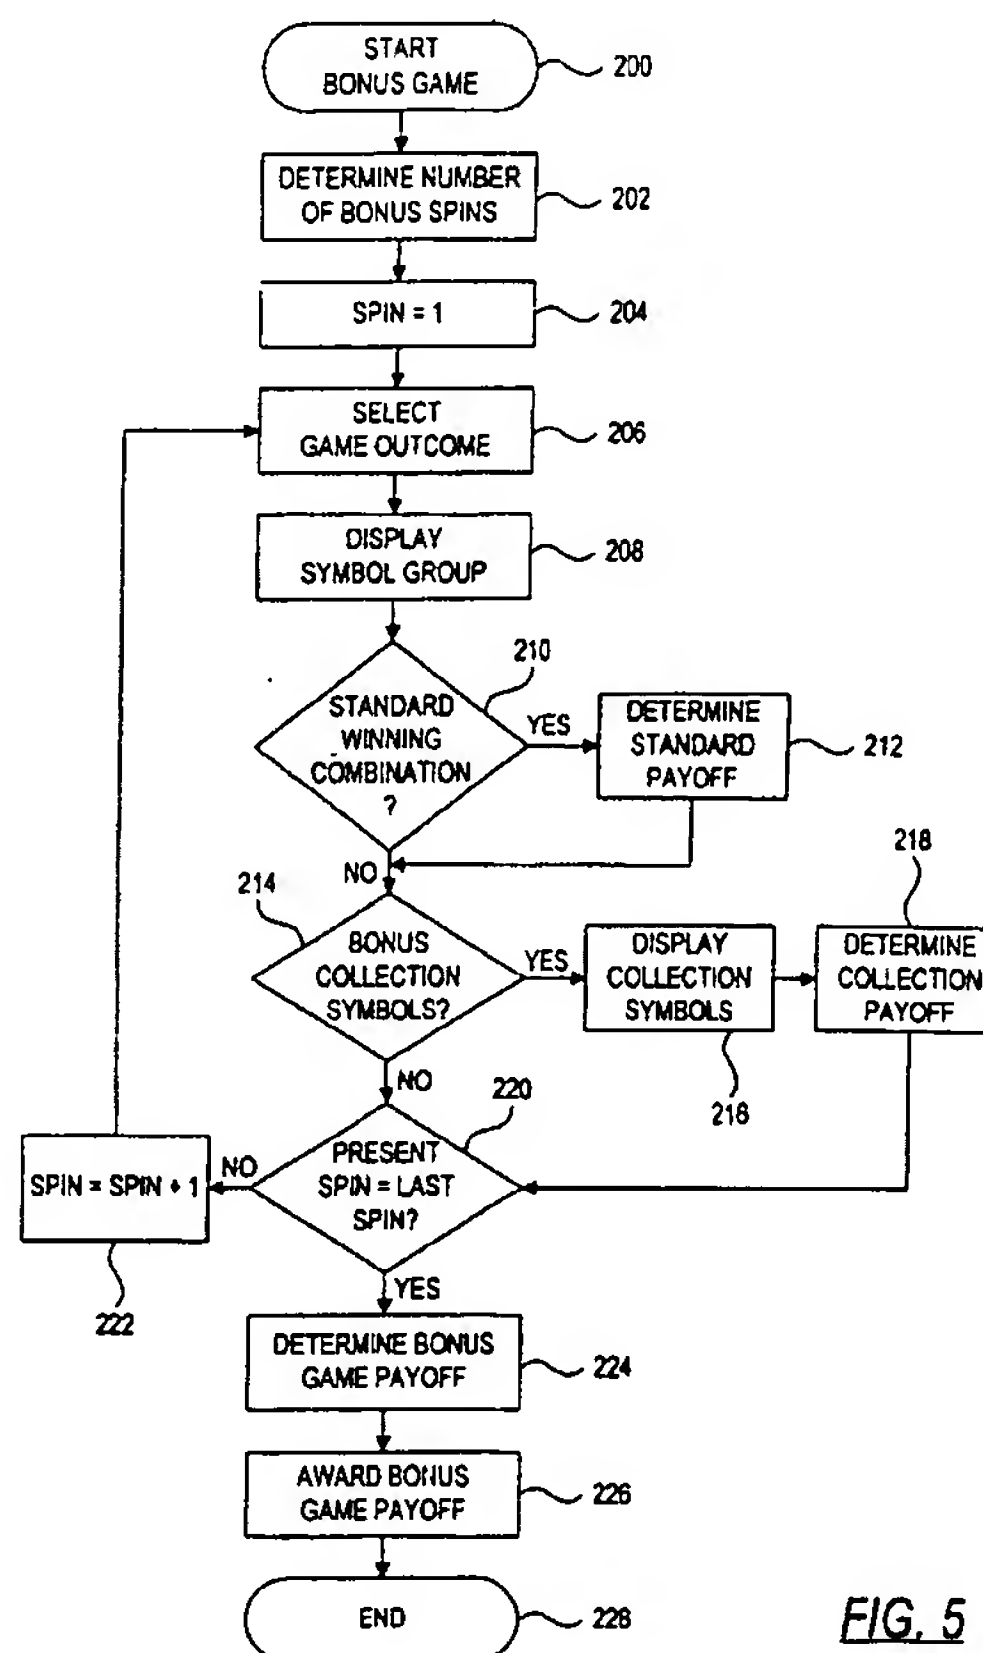 START
BONUS GAME
200
DETERMINE NUMBER
OF BONUS SPINS
202
SPIN = 1
204
SELECT
GAME OUTCOME
206
DISPLAY
SYMBOL GROUP
208
210
STANDARD
WINNING
COMBINATION
?
YES
DETERMINE
STANDARD
PAYOFF
212
NO
214
218
BONUS
COLLECTION
SYMBOLS?
YES
DISPLAY
COLLECTION
SYMBOLS
DETERMINE
COLLECTION
PAYOFF
NO
220
218
PRESENT
SPIN = LAST
SPIN?
NO
SPIN = SPIN + 1
222
YES
DETERMINE BONUS
GAME PAYOFF
224
AWARD BONUS
GAME PAYOFF
226
END
228
FIG. 5